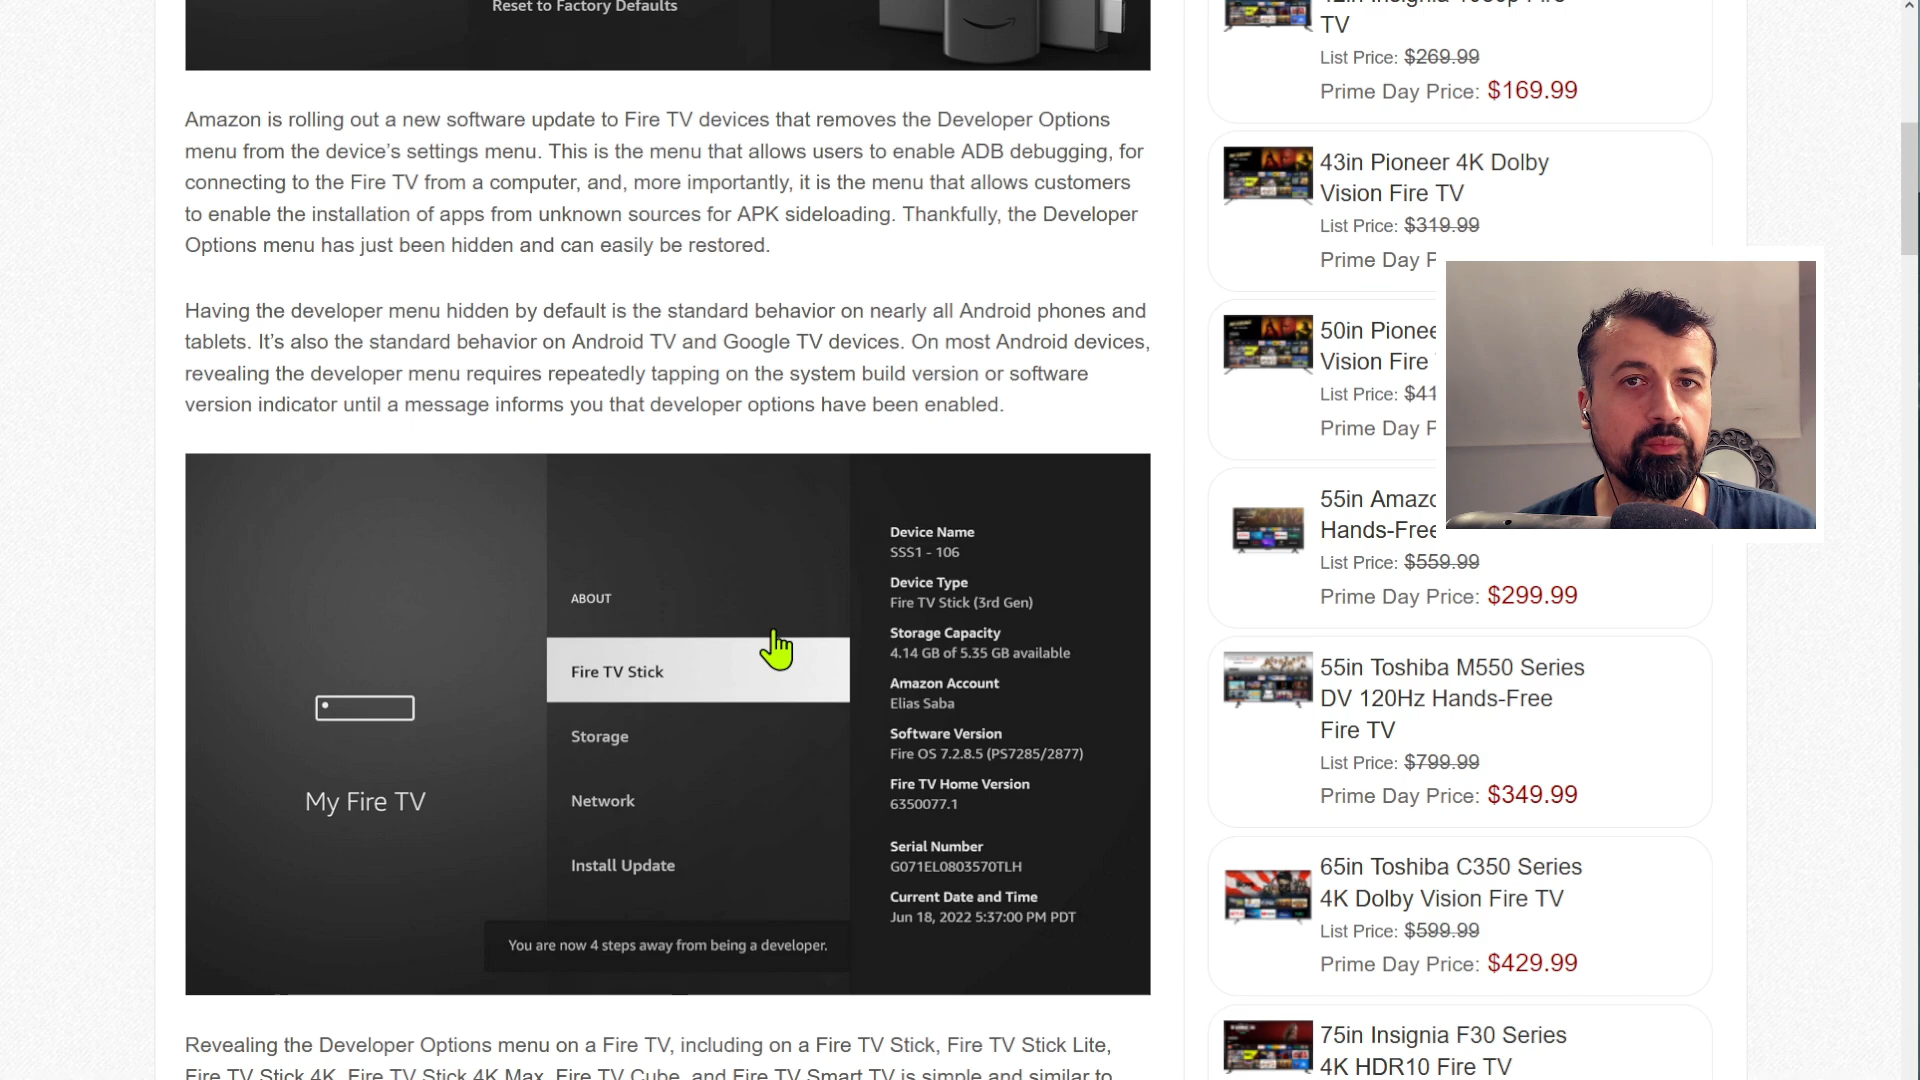 Reset to Factory Defaults
Amazon is rolling out a new software update to Fire TV devices that removes the Developer Options
menu from the device's settings menu. This is the menu that allows users to enable ADB debugging, for
connecting to the Fire TV from a computer, and, more importantly, it is the menu that allows customers
to enable the installation of apps from unknown sources for APK sideloading. Thankfully, the Developer
Options menu has just been hidden and can easily be restored.
Having the developer menu hidden by default is the standard behavior on nearly all Android phones and
tablets. It's also the standard behavior on Android TV and Google TV devices. On most Android devices,
revealing the developer menu requires repeatedly tapping on the system build version or software
version indicator until a message informs you that developer options have been enabled.
My Fire TV
ABOUT
Fire TV Stick
Storage
Network
Install Update
You are now 4 steps away from being a developer.
Device Name
SSS1 - 106
Device Type
Fire TV Stick (3rd Gen)
Storage Capacity
4.14 GB of 5.35 GB available
Amazon Account
Elias Saba
Software Version
Fire OS 7.2.8.5 (PS7285/2877)
Fire TV Home Version
6350077.1
Serial Number
G071EL0803570TLH
Current Date and Time
Jun 18, 2022 5:37:00 PM PDT
Revealing the Developer Options menu on a Fire TV, including on a Fire TV Stick, Fire TV Stick Lite,
Fire TV Stick 4K, Fire TV Stick 4K Max, Fire TV Cube, and Fire TV Smart TV is simple and similar to
42in Insignia 1080p Fire
TV
List Price: $269.99
Prime Day Price: $169.99
43in Pioneer 4K Dolby
Vision Fire TV
List Price: $319.99
Prime Day P
50in Pionee
Vision Fire
List Price: $41
Prime Day P
55in Amazo
Hands-Free
List Price: $559.99
Prime Day Price: $299.99
55in Toshiba M550 Series
DV 120Hz Hands-Free
Fire TV
List Price: $799.99
Prime Day Price: $349.99
65in Toshiba C350 Series
4K Dolby Vision Fire TV
List Price: $599.99
Prime Day Price: $429.99
75in Insignia F30 Series
4K HDR10 Fire TV